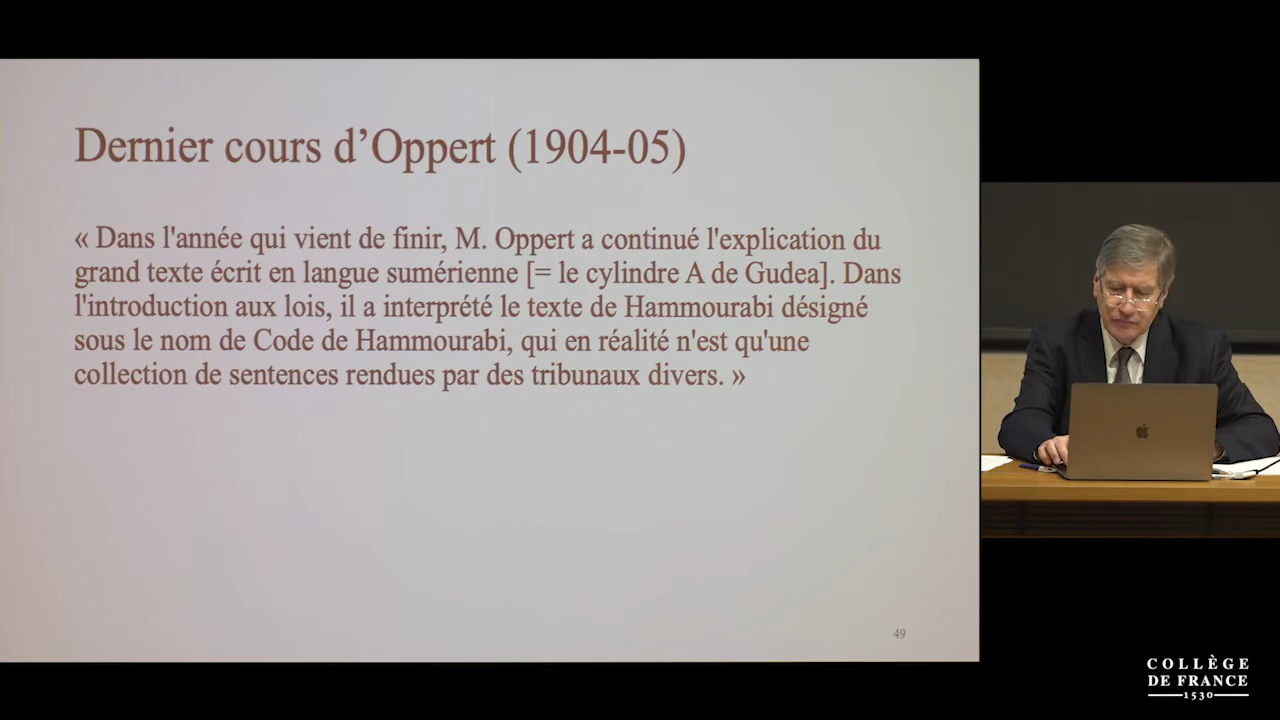 Dernier cours d’Oppert (1904-05)
« Dans l'année qui vient de finir, M. Oppert a continué l'explication du
grand texte écrit en langue sumérienne [= le cylindre A de Gudea]. Dans
l'introduction aux lois, il a interprété le texte de Hammourabi désigné
sous le nom de Code de Hammourabi, qui en réalité n'est qu'une
collection de sentences rendues par des tribunaux divers. »
49
COLLÈGE
DE FRANCE
1530